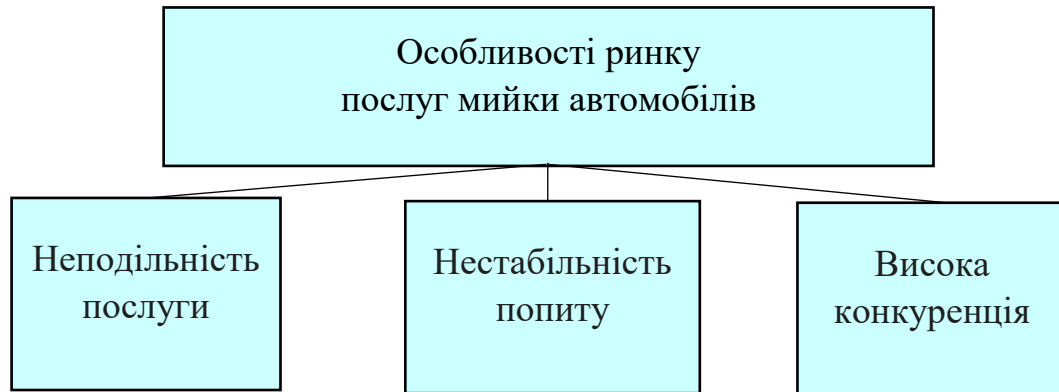 Особливості ринку
послуг мийки автомобілів
Неподільність
послуги
Нестабільність
попиту
Висока
конкуренція